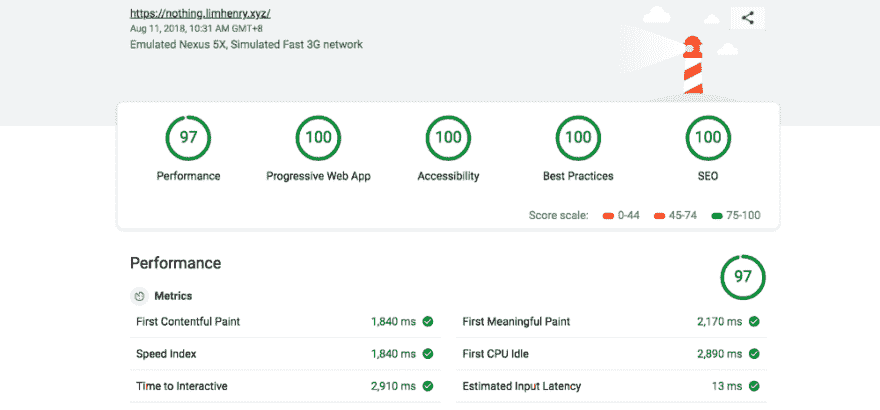 https://nothing.limhenry.xyz/
Aug 11, 2018, 10:31 AM GMT+8
Emulated Nexus 5X, Simulated Fast 3G network
97 100 100 100 100
Performance Progressive Web App Accessibility Best Practices SEO
Score scale: 0-44 45-74 75-100
Performance 97
Metrics
First Contentful Paint 1,840 ms First Meaningful Paint 2,170 ms
Speed Index 1,840 ms First CPU Idle 2,890 ms
Time to Interactive 2,910 ms Estimated Input Latency 13 ms